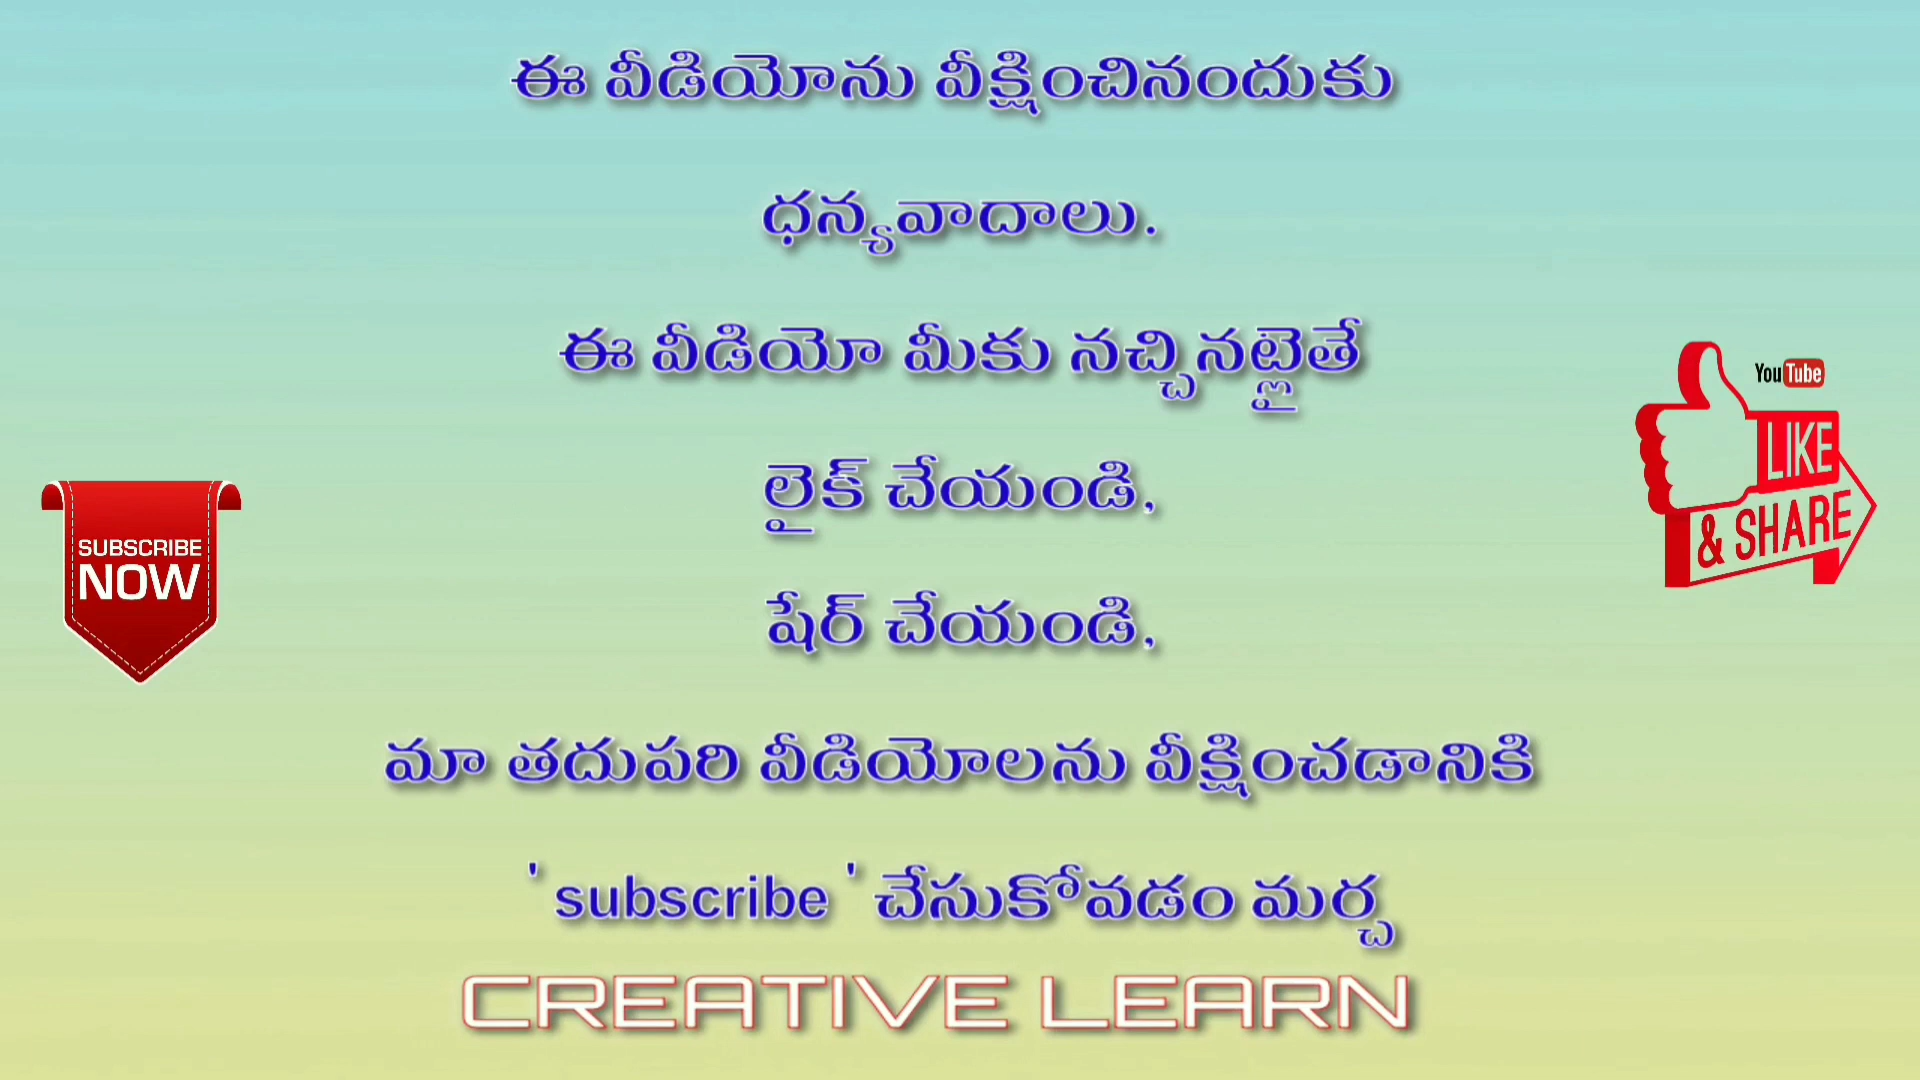 ఈ వీడియోను వీక్షించినందుకు
ధన్యవాదాలు.
ఈ వీడియో మీకు నచ్చినట్లైతే
లైక్ చేయండి,
షేర్ చేయండి,
మా తదుపరి వీడియోలను వీక్షించడానికి
' subscribe ' చేసుకోవడం మర్చ
CREATIVE LEARN
SUBSCRIBE
NOW
YouTube
LIKE
& SHARE